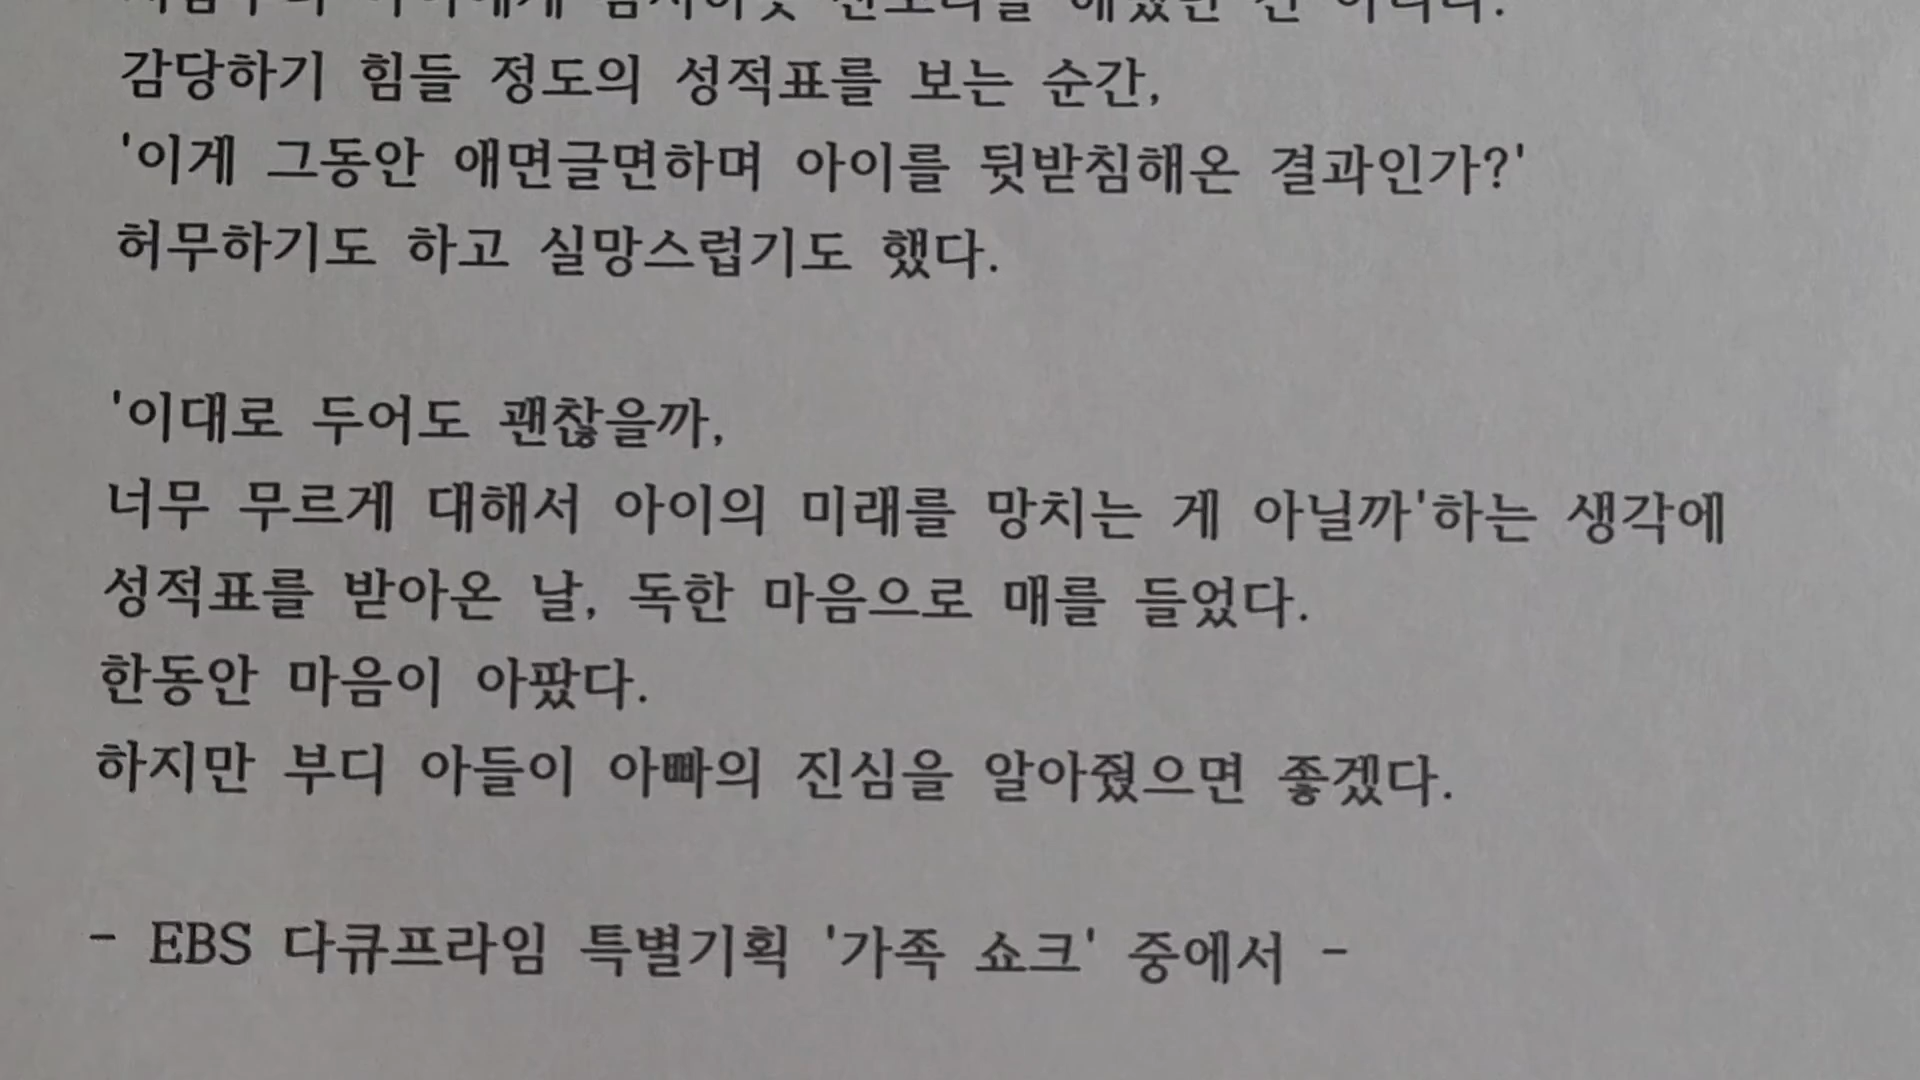 감당하기 힘들 정도의 성적표를 보는 순간,
'이게 그동안 애면글면하며 아이를 뒷받침해온 결과인가?'
허무하기도 하고 실망스럽기도 했다.
'이대로 두어도 괜찮을까,
너무 무르게 대해서 아이의 미래를 망치는 게 아닐까'하는 생각에
성적표를 받아온 날, 독한 마음으로 매를 들었다.
한동안 마음이 아팠다.
하지만 부디 아들이 아빠의 진심을 알아줬으면 좋겠다.
- EBS 다큐프라임 특별기획 '가족 쇼크' 중에서 -